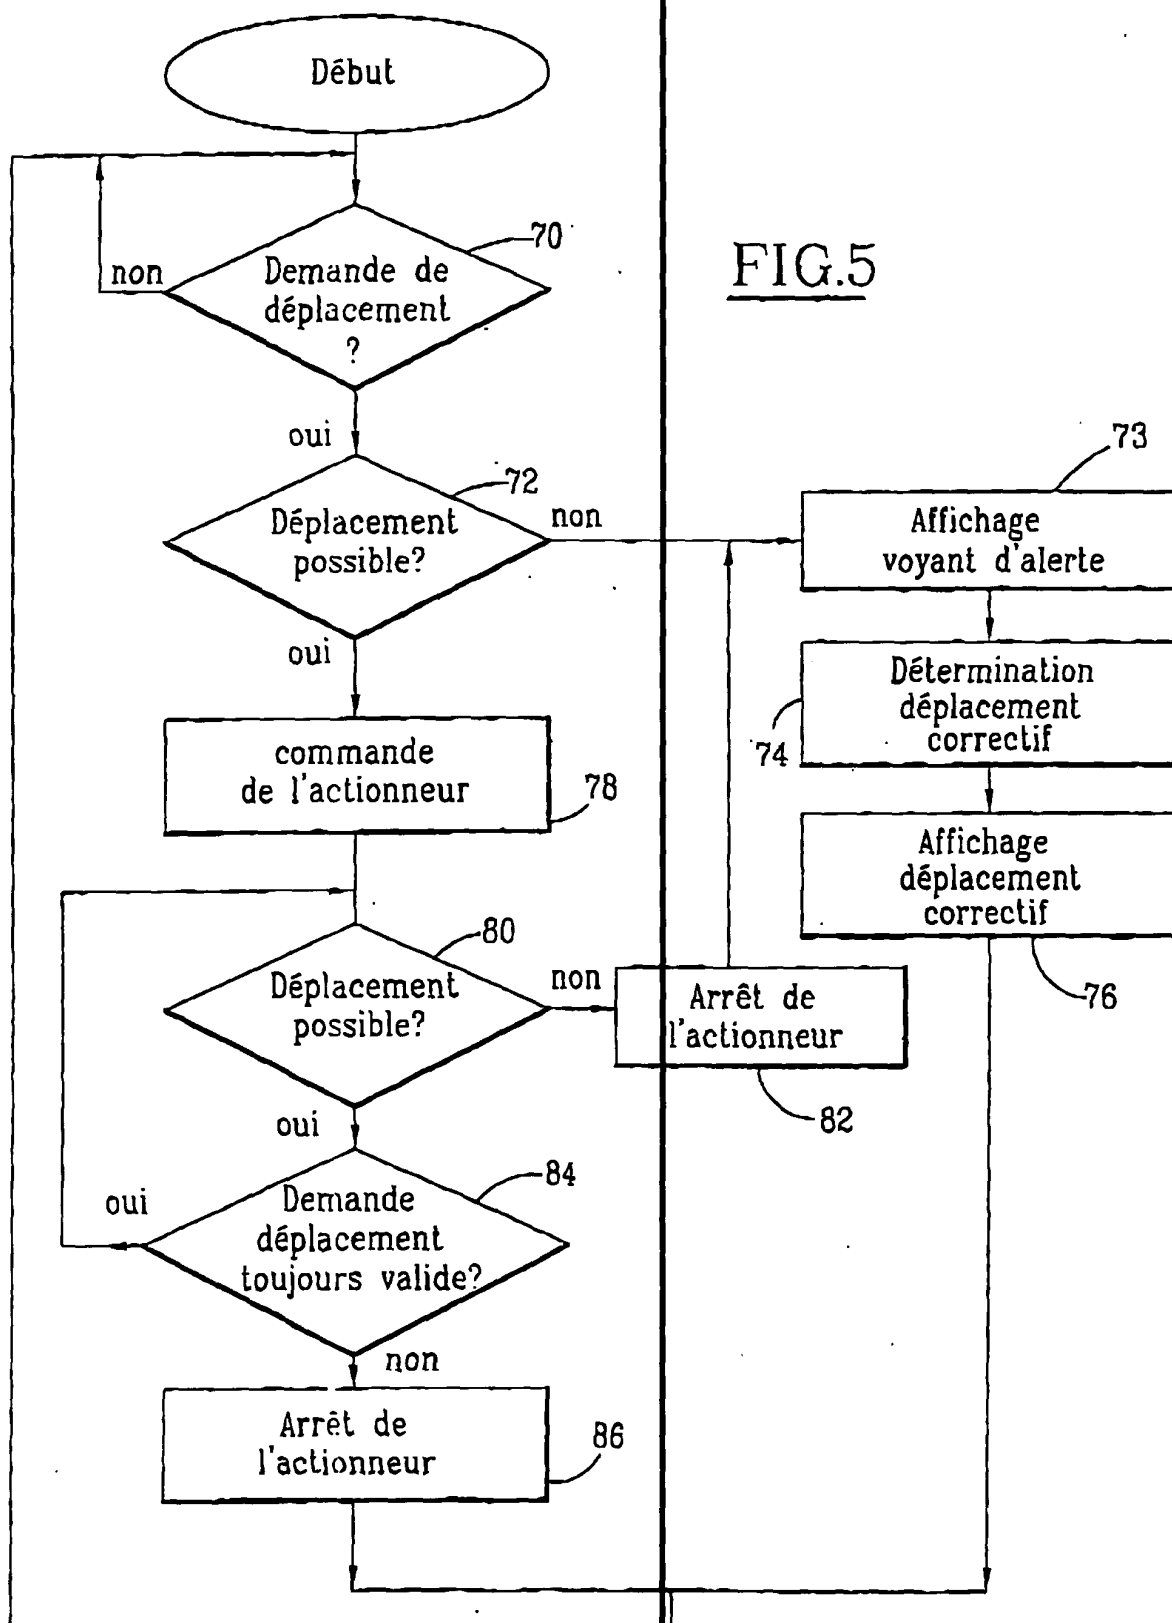 Début
70
FIG.5
non
Demande de
déplacement
?
oui
73
72
Déplacement
possible?
non
Affichage
voyant d'alerte
oui
Détermination
déplacement
correctif
74
commande
de l'actionneur
78
Affichage
déplacement
correctif
76
80
Déplacement
possible?
non
Arrêt de
l'actionneur
82
oui
84
oui
Demande
déplacement
toujours valide?
non
Arrêt de
l'actionneur
86